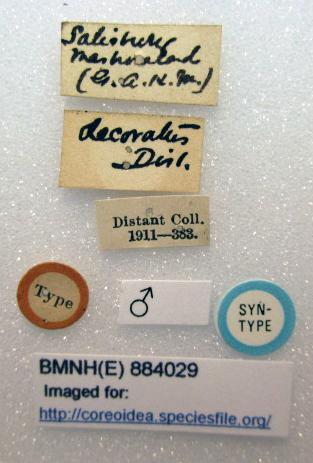 Salisbury
Mashonaland
(G. A. K. M.)
decoratus
Dist.
Distant Coll.
1911—383.
Type
♂
SYN-
TYPE
BMNH(E) 884029
Imaged for:
http://coreoidea.speciesfile.org/